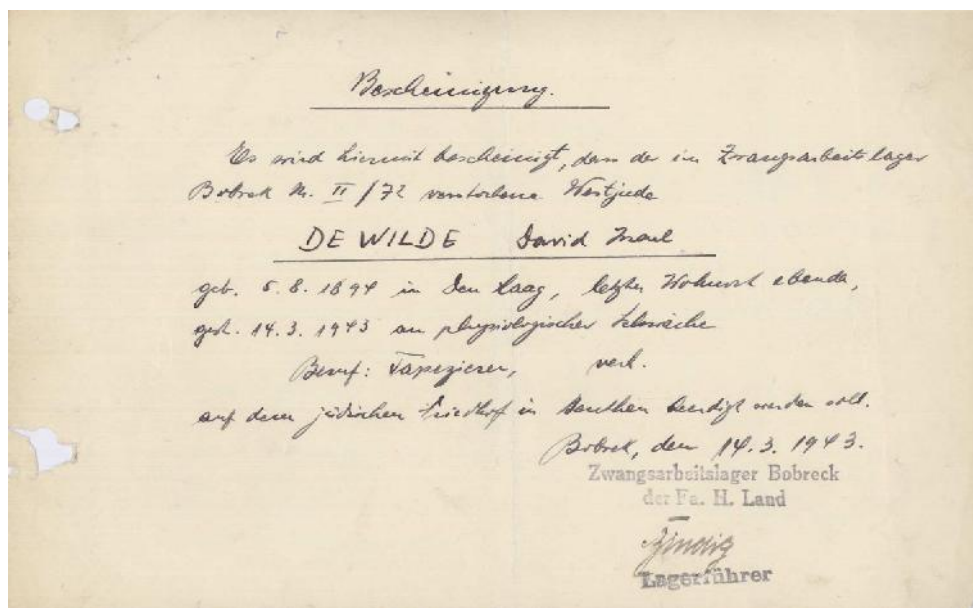 Bescheinigung.
Es wird hiermit bescheinigt, dass der im Zwangsarbeitslager
Bobrek Nr. II/72 verstorbene Westjude
DE WILDE David Israel
geb. 5.8.1894 in Den Haag, letzter Wohnort ebenda,
gest. 14.3.1943 an physiologischer Schwäche
Beruf: Tapezierer, verh.
auf dem jüdischen Friedhof in Beuthen beerdigt werden soll.
Bobrek, den 14.3.1943.
Zwangsarbeitslager Bobreck
der Fa. H. Land
Lagerführer